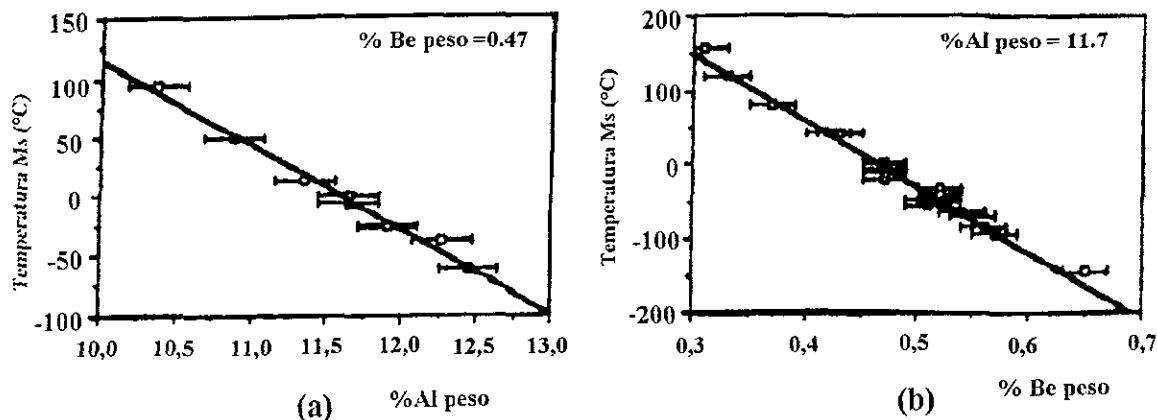 % Be peso =0.47
Temperatura Ms (°C)
150
100
50
0
-50
-100
10,0 10,5 11,0 11,5 12,0 12,5 13,0
%Al peso
(a)
%Al peso = 11.7
Temperatura Ms (°C)
200
100
0
-100
-200
0,3 0,4 0,5 0,6 0,7
% Be peso
(b)